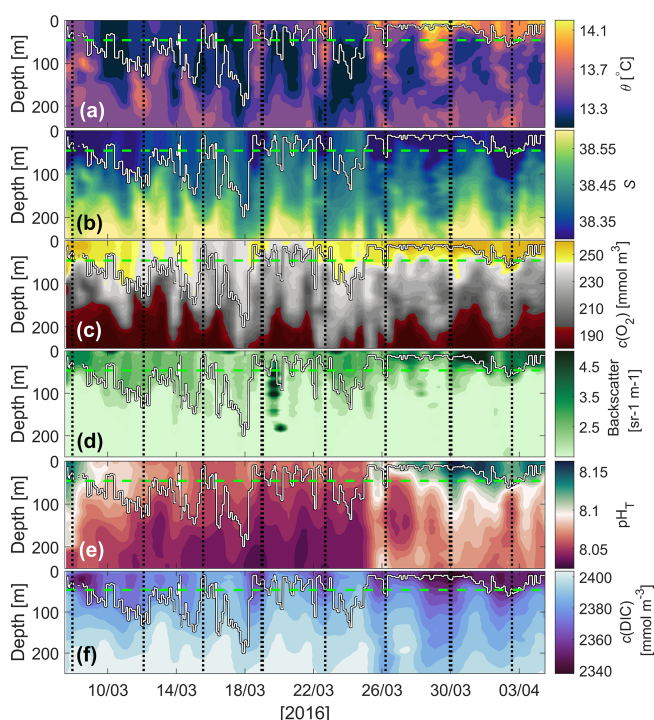 0
100
200
Depth [m]
(a)
14.1
13.7
13.3
θ [°C]
0
100
200
Depth [m]
(b)
38.55
38.45
38.35
S
0
100
200
Depth [m]
(c)
250
230
210
190
c(O2) [mmol m³]
0
100
200
Depth [m]
(d)
4.5
3.5
2.5
Backscatter
[sr-1 m-1]
0
100
200
Depth [m]
(e)
8.15
8.1
8.05
pHT
0
100
200
Depth [m]
(f)
2400
2380
2360
2340
c(DIC)
[mmol m⁻³]
10/03 14/03 18/03 22/03 26/03 30/03 03/04
[2016]